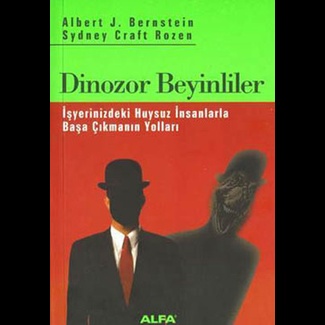 Albert J. Bernstein
Sydney Craft Rozen
Dinozor Beyinliler
İşyerinizdeki Huysuz İnsanlarla
Başa Çıkmanın Yolları
ALFA